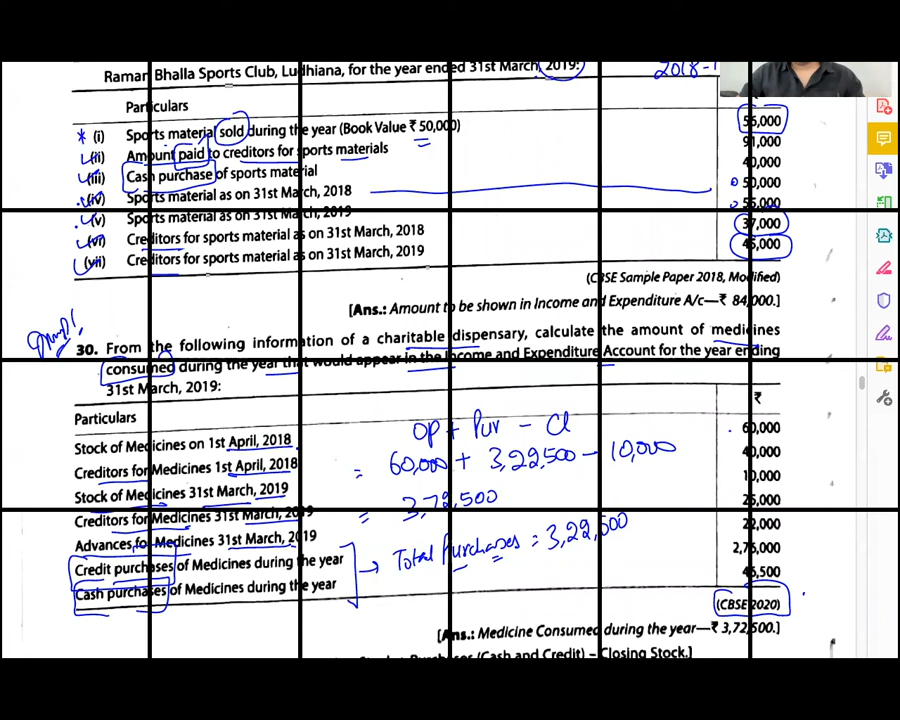 Raman Bhalla Sports Club, Ludhiana, for the year ended 31st March, 2019:
2018-1
Particulars
* (i) Sports material sold during the year (Book Value ₹ 50,000)
(ii) Amount paid to creditors for sports materials 91,000
(iii) Cash purchase of sports material 40,000
(iv) Sports material as on 31st March, 2018 50,000
(v) Sports material as on 31st March, 2019 55,000
(vi) Creditors for sports material as on 31st March, 2018 37,000
(vii) Creditors for sports material as on 31st March, 2019 45,000
(CBSE Sample Paper 2018, Modified)
[Ans.: Amount to be shown in Income and Expenditure A/c—₹ 84,000.]
30. From the following information of a charitable dispensary, calculate the amount of medicines
consumed during the year that would appear in the Income and Expenditure Account for the year ending
31st March, 2019:
Particulars ₹
Stock of Medicines on 1st April, 2018 60,000
Creditors for Medicines 1st April, 2018 40,000
Stock of Medicines 31st March, 2019 10,000
Creditors for Medicines 31st March, 2019 25,000
Advances for Medicines 31st March, 2019 22,000
Credit purchases of Medicines during the year 2,76,000
Cash purchases of Medicines during the year 46,500
Op + Pur - Cl
= 60,000 + 3,22,500 - 10,000
= 3,72,500
→ Total Purchases = 3,22,500
(CBSE 2020)
[Ans.: Medicine Consumed during the year—₹ 3,72,500.]
(Cash and Credit) – Closing Stock.]